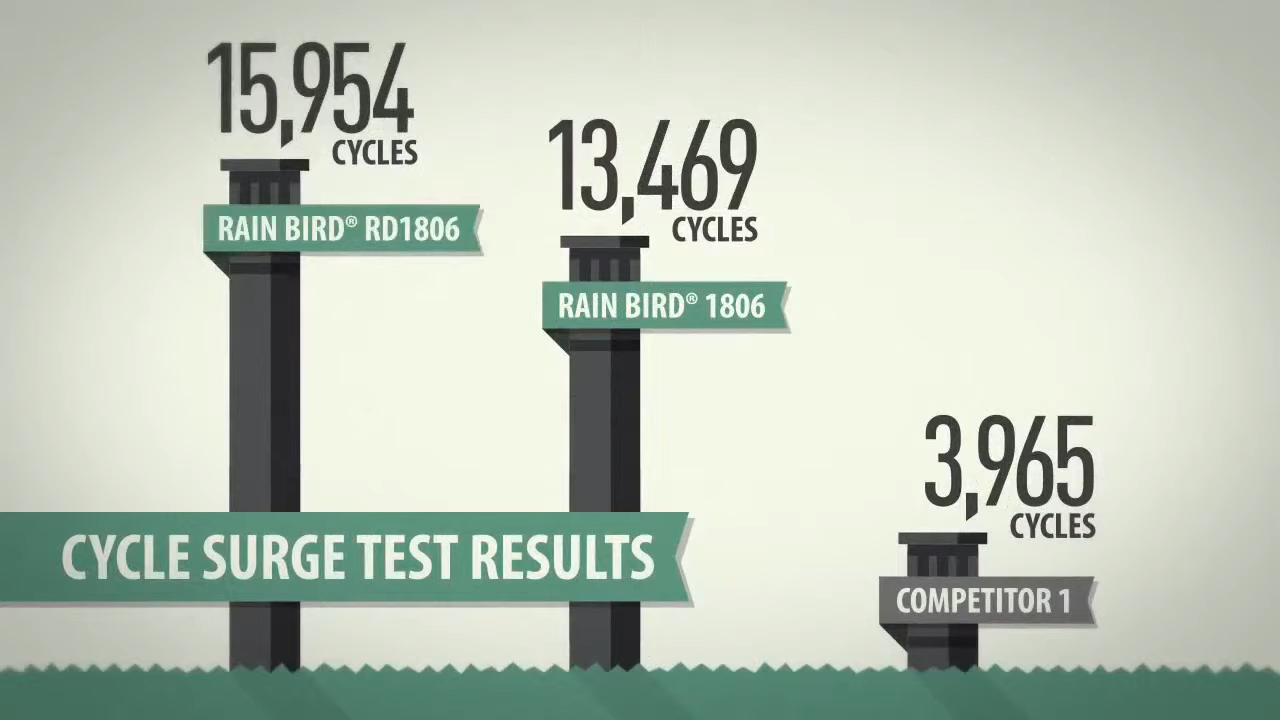 15,954
CYCLES
RAIN BIRD® RD1806
13,469
CYCLES
RAIN BIRD® 1806
3,965
CYCLES
COMPETITOR 1
CYCLE SURGE TEST RESULTS